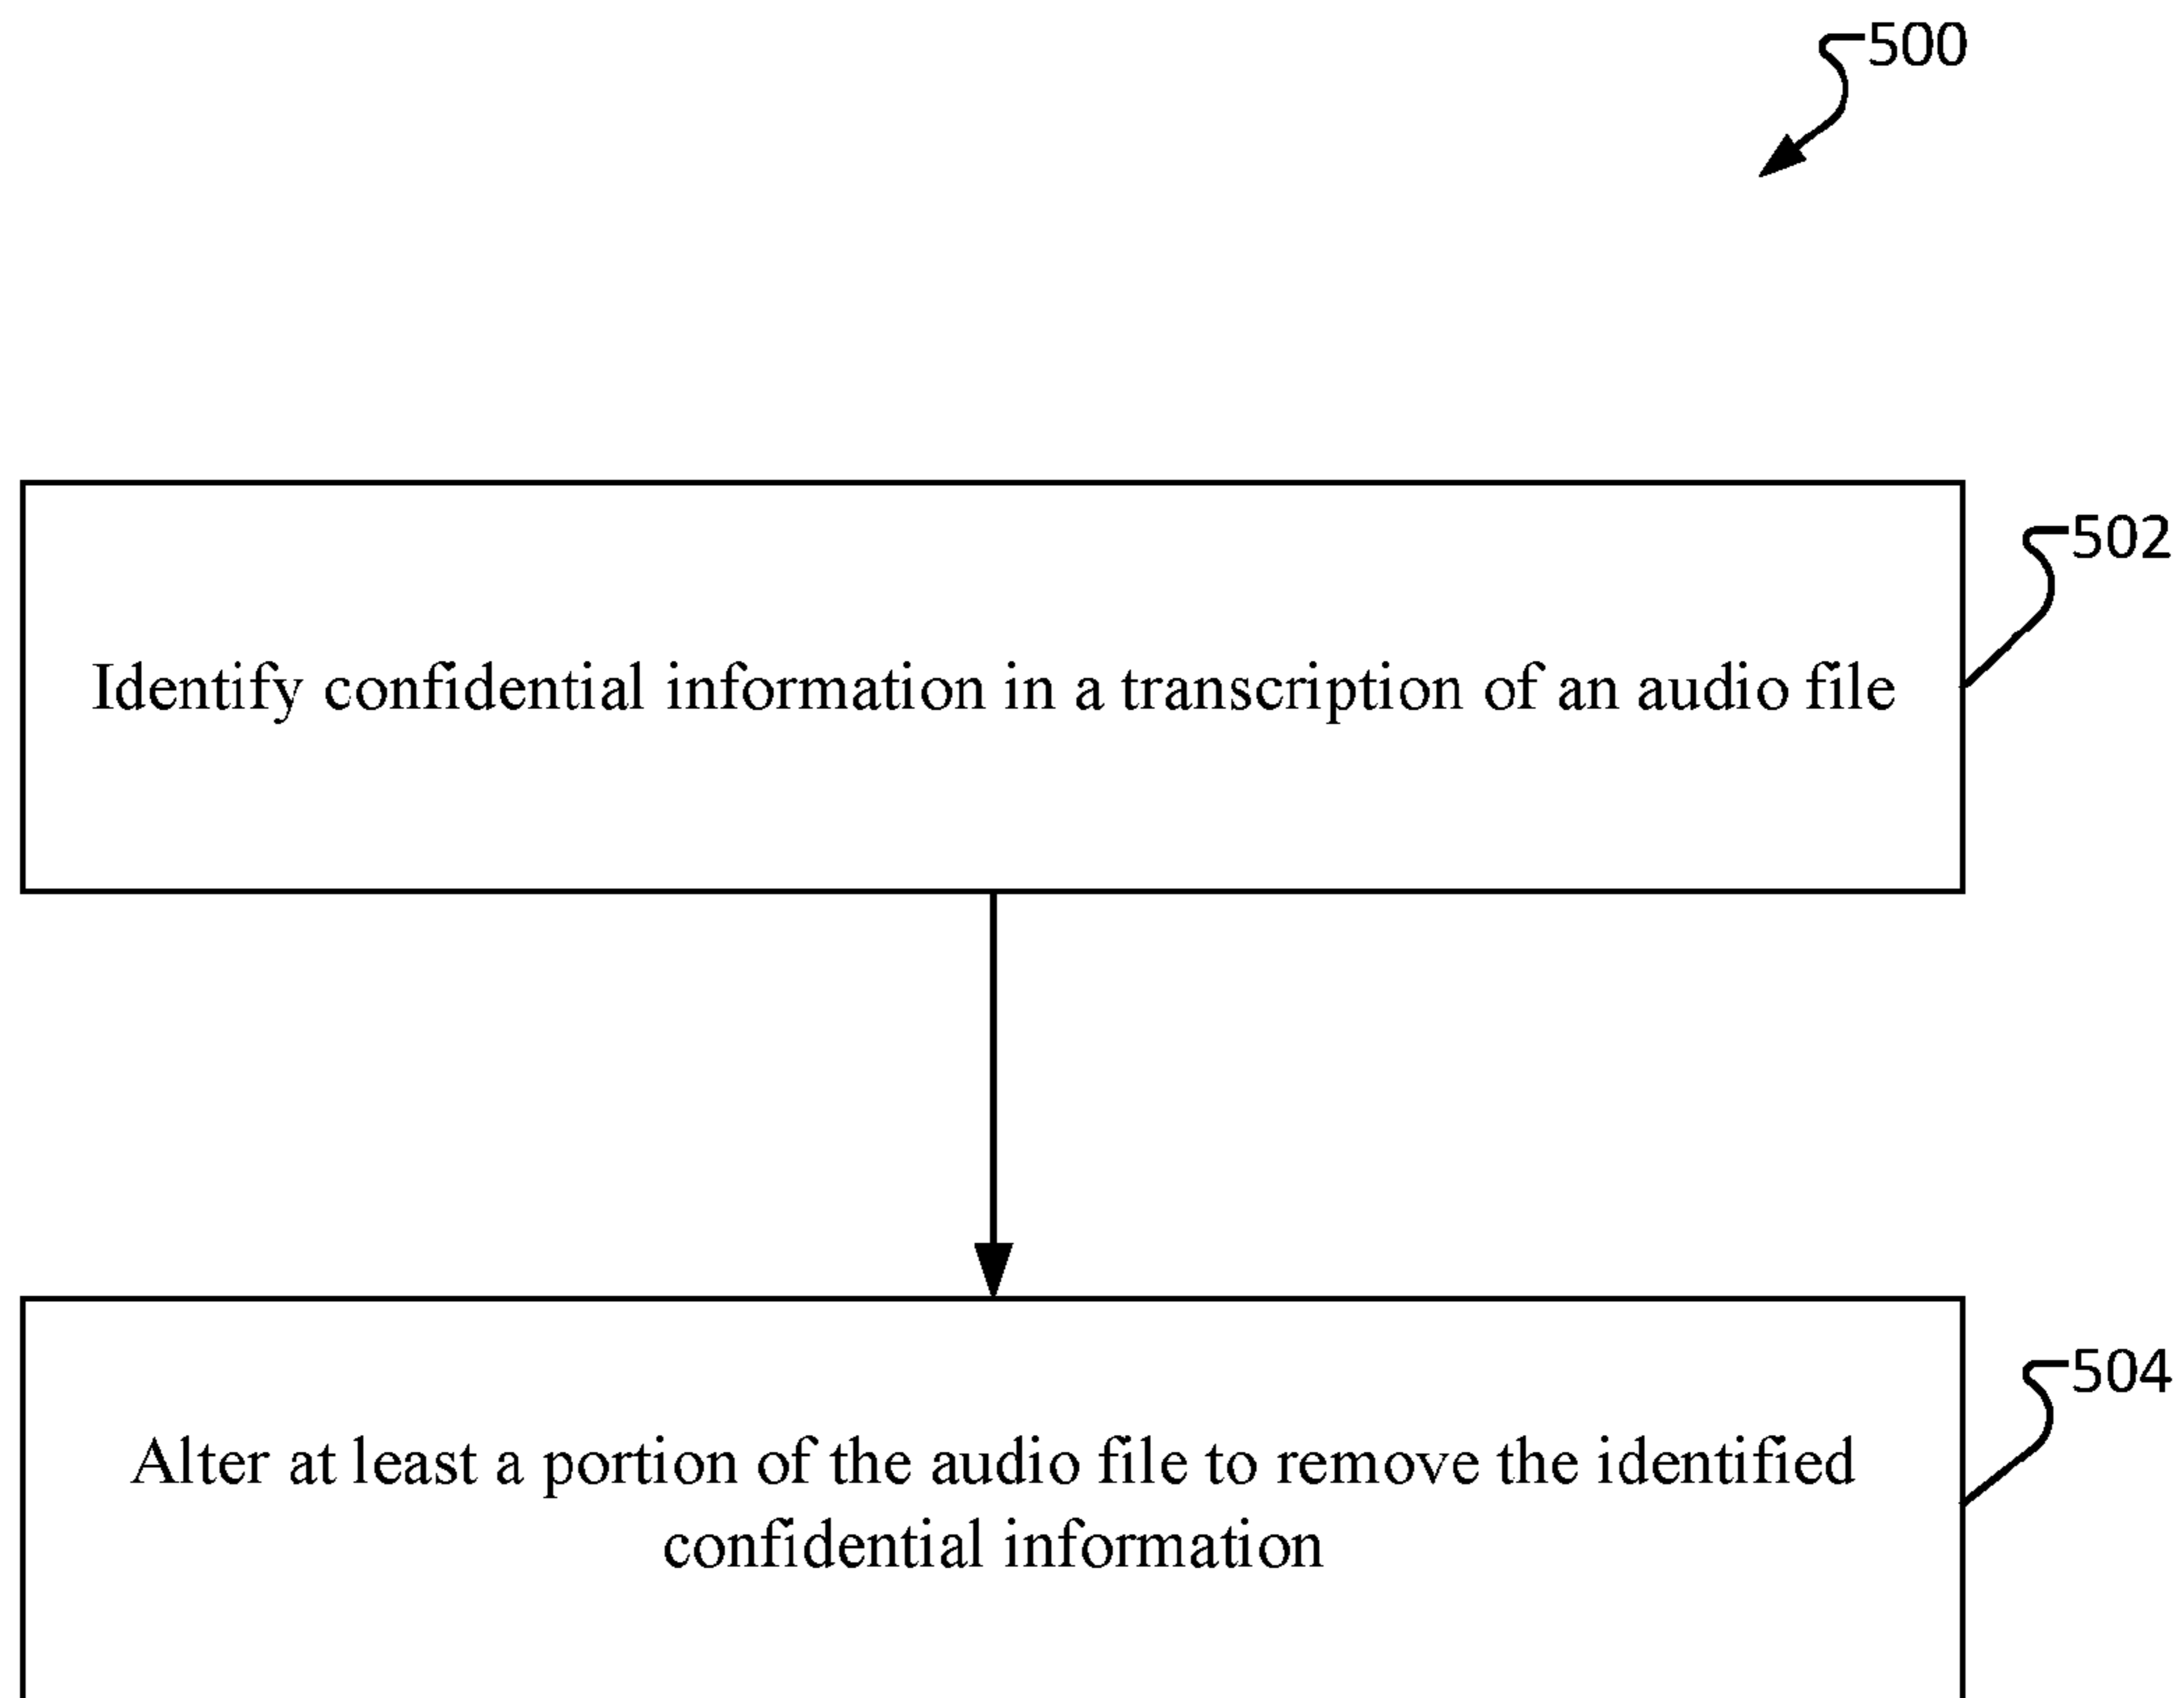 500
502
Identify confidential information in a transcription of an audio file
504
Alter at least a portion of the audio file to remove the identified
confidential information